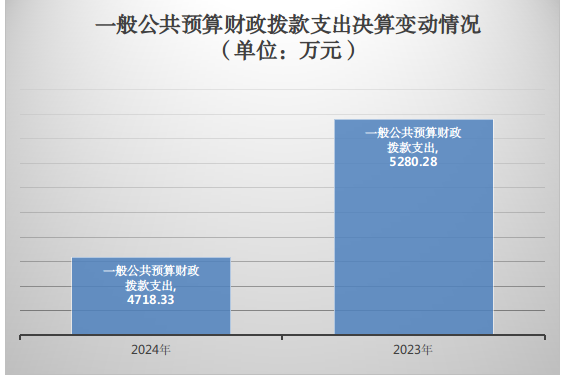 一般公共预算财政拨款支出决算变动情况
（单位：万元）
一般公共预算财政
拨款支出,
4718.33
一般公共预算财政
拨款支出,
5280.28
2024年
2023年